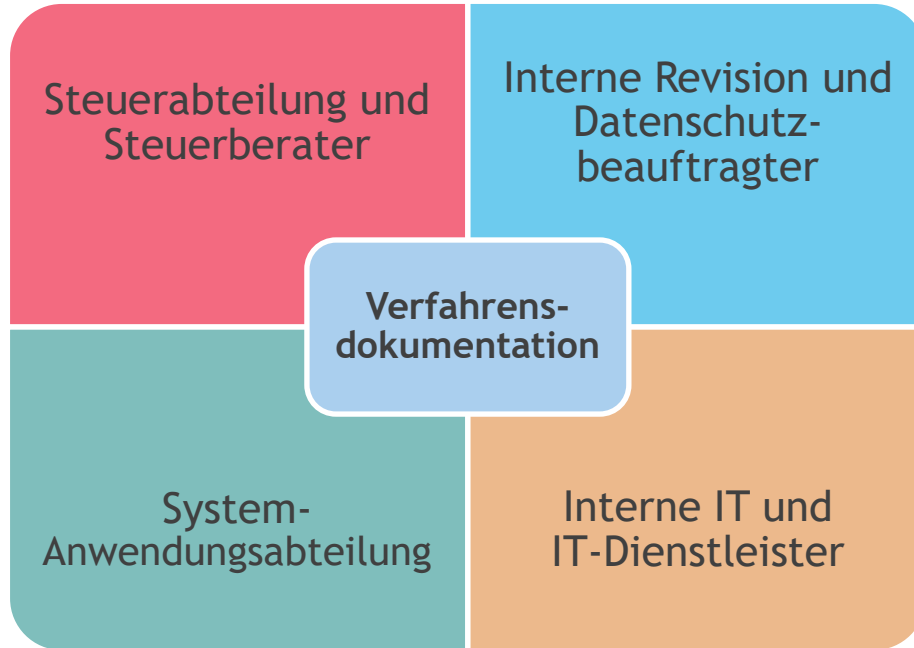 Steuerabteilung und
Steuerberater
Interne Revision und
Datenschutz-
beauftragter
Verfahrens-
dokumentation
System-
Anwendungsabteilung
Interne IT und
IT-Dienstleister